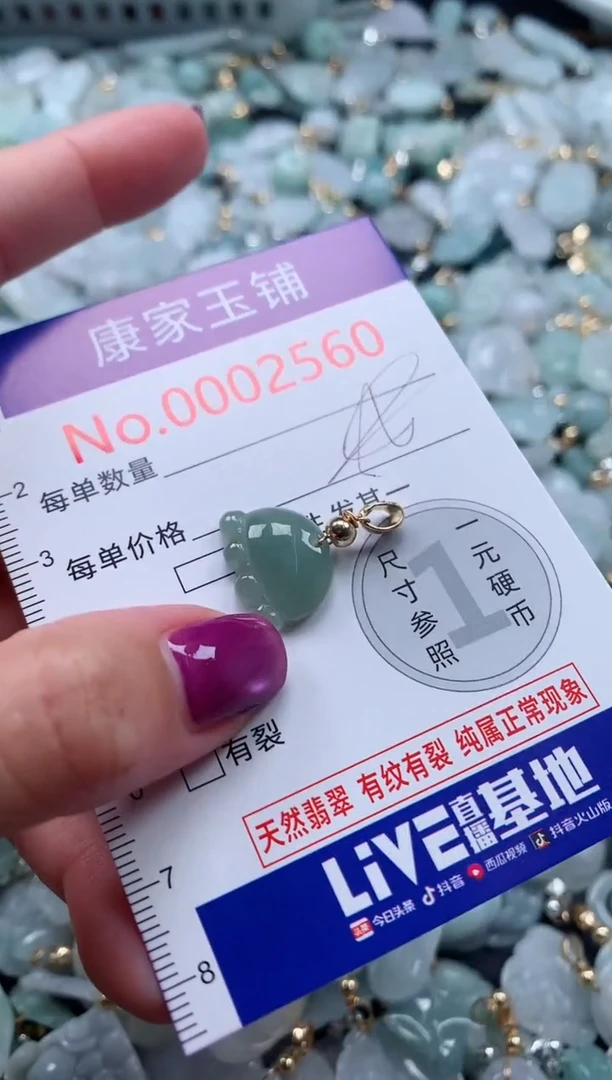 康家玉铺
No.0002560
每单数量
每单价格
2
3
一元硬币
1
尺寸参照
有裂
天然翡翠 有纹有裂 纯属正常现象
7
LiVE直播基地
头条 今日头条 抖音 西瓜视频 抖音火山版
8